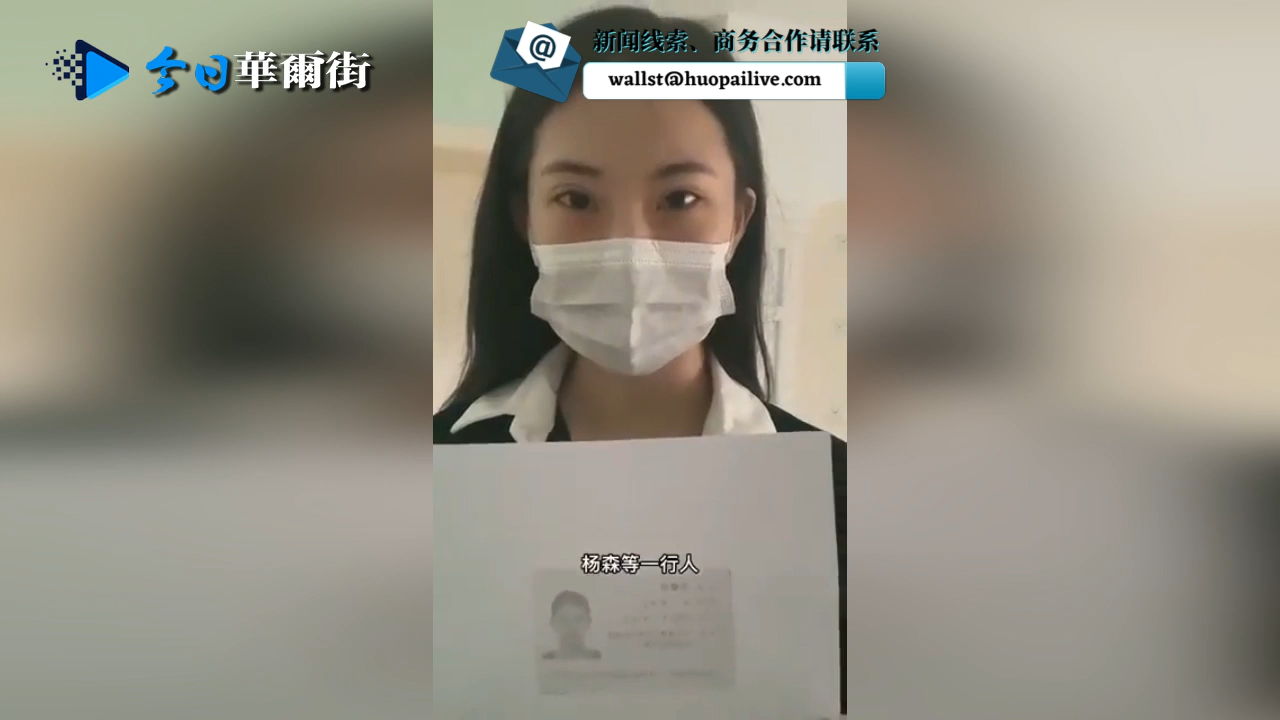 今日華爾街
新闻线索、商务合作请联系
@
wallst@huopailive.com
杨森等一行人